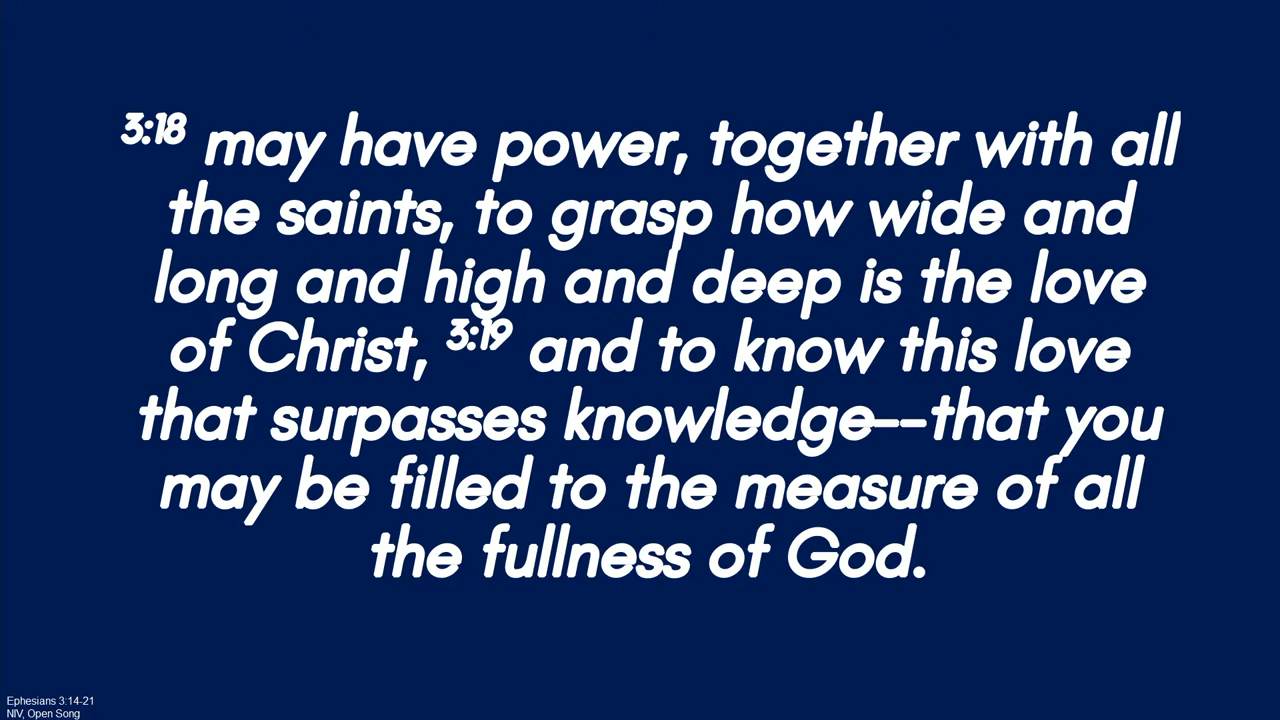 3:18 may have power, together with all
the saints, to grasp how wide and
long and high and deep is the love
of Christ, 3:19 and to know this love
that surpasses knowledge--that you
may be filled to the measure of all
the fullness of God.
Ephesians 3:14-21
NIV, Open Song